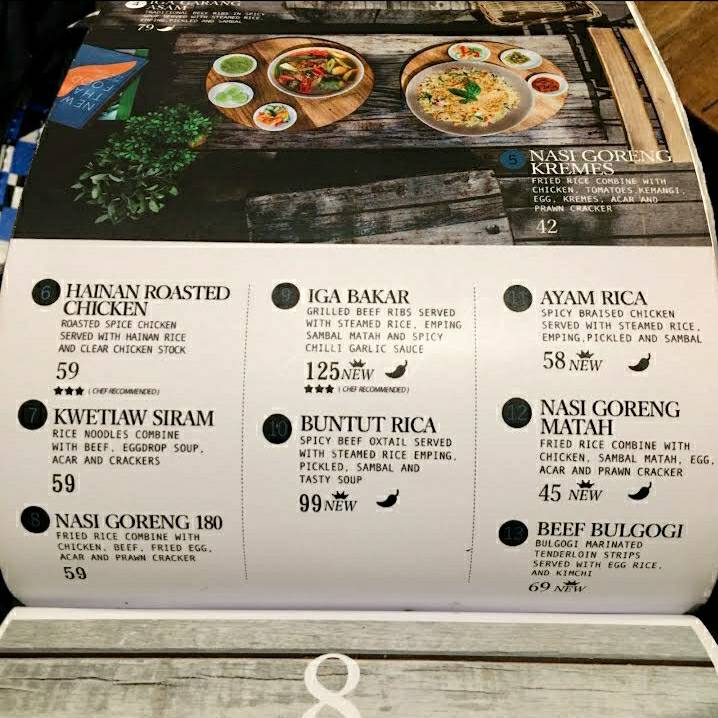 ASAM
TRADITIONAL BEEF RIBS IN SPICY
SOUP SERVED WITH STEAMED RICE,
EMPING, PICKLED AND SAMBAL
79
NEW
5 NASI GORENG
KREMES
FRIED RICE COMBINE WITH
CHICKEN, TOMATOES,KEMANGI,
EGG, KREMES, ACAR AND
PRAWN CRACKER
42
6 HAINAN ROASTED
CHICKEN
ROASTED SPICE CHICKEN
SERVED WITH HAINAN RICE
AND CLEAR CHICKEN STOCK
59
(CHEF RECOMMENDED)
7 KWETIAW SIRAM
RICE NOODLES COMBINE
WITH BEEF, EGGDROP SOUP,
ACAR AND CRACKERS
59
8 NASI GORENG 180
FRIED RICE COMBINE WITH
CHICKEN, BEEF, FRIED EGG,
ACAR AND PRAWN CRACKER
59
9 IGA BAKAR
GRILLED BEEF RIBS SERVED
WITH STEAMED RICE, EMPING
SAMBAL MATAH AND SPICY
CHILLI GARLIC SAUCE
125 NEW
(CHEF RECOMMENDED)
10 BUNTUT RICA
SPICY BEEF OXTAIL SERVED
WITH STEAMED RICE EMPING,
PICKLED, SAMBAL AND
TASTY SOUP
99 NEW
11 AYAM RICA
SPICY BRAISED CHICKEN
SERVED WITH STEAMED RICE,
EMPING,PICKLED AND SAMBAL
58 NEW
12 NASI GORENG
MATAH
FRIED RICE COMBINE WITH
CHICKEN, SAMBAL MATAH, EGG,
ACAR AND PRAWN CRACKER
45 NEW
13 BEEF BULGOGI
BULGOGI MARINATED
TENDERLOIN STRIPS
SERVED WITH EGG RICE,
AND KIMCHI
69 NEW
8